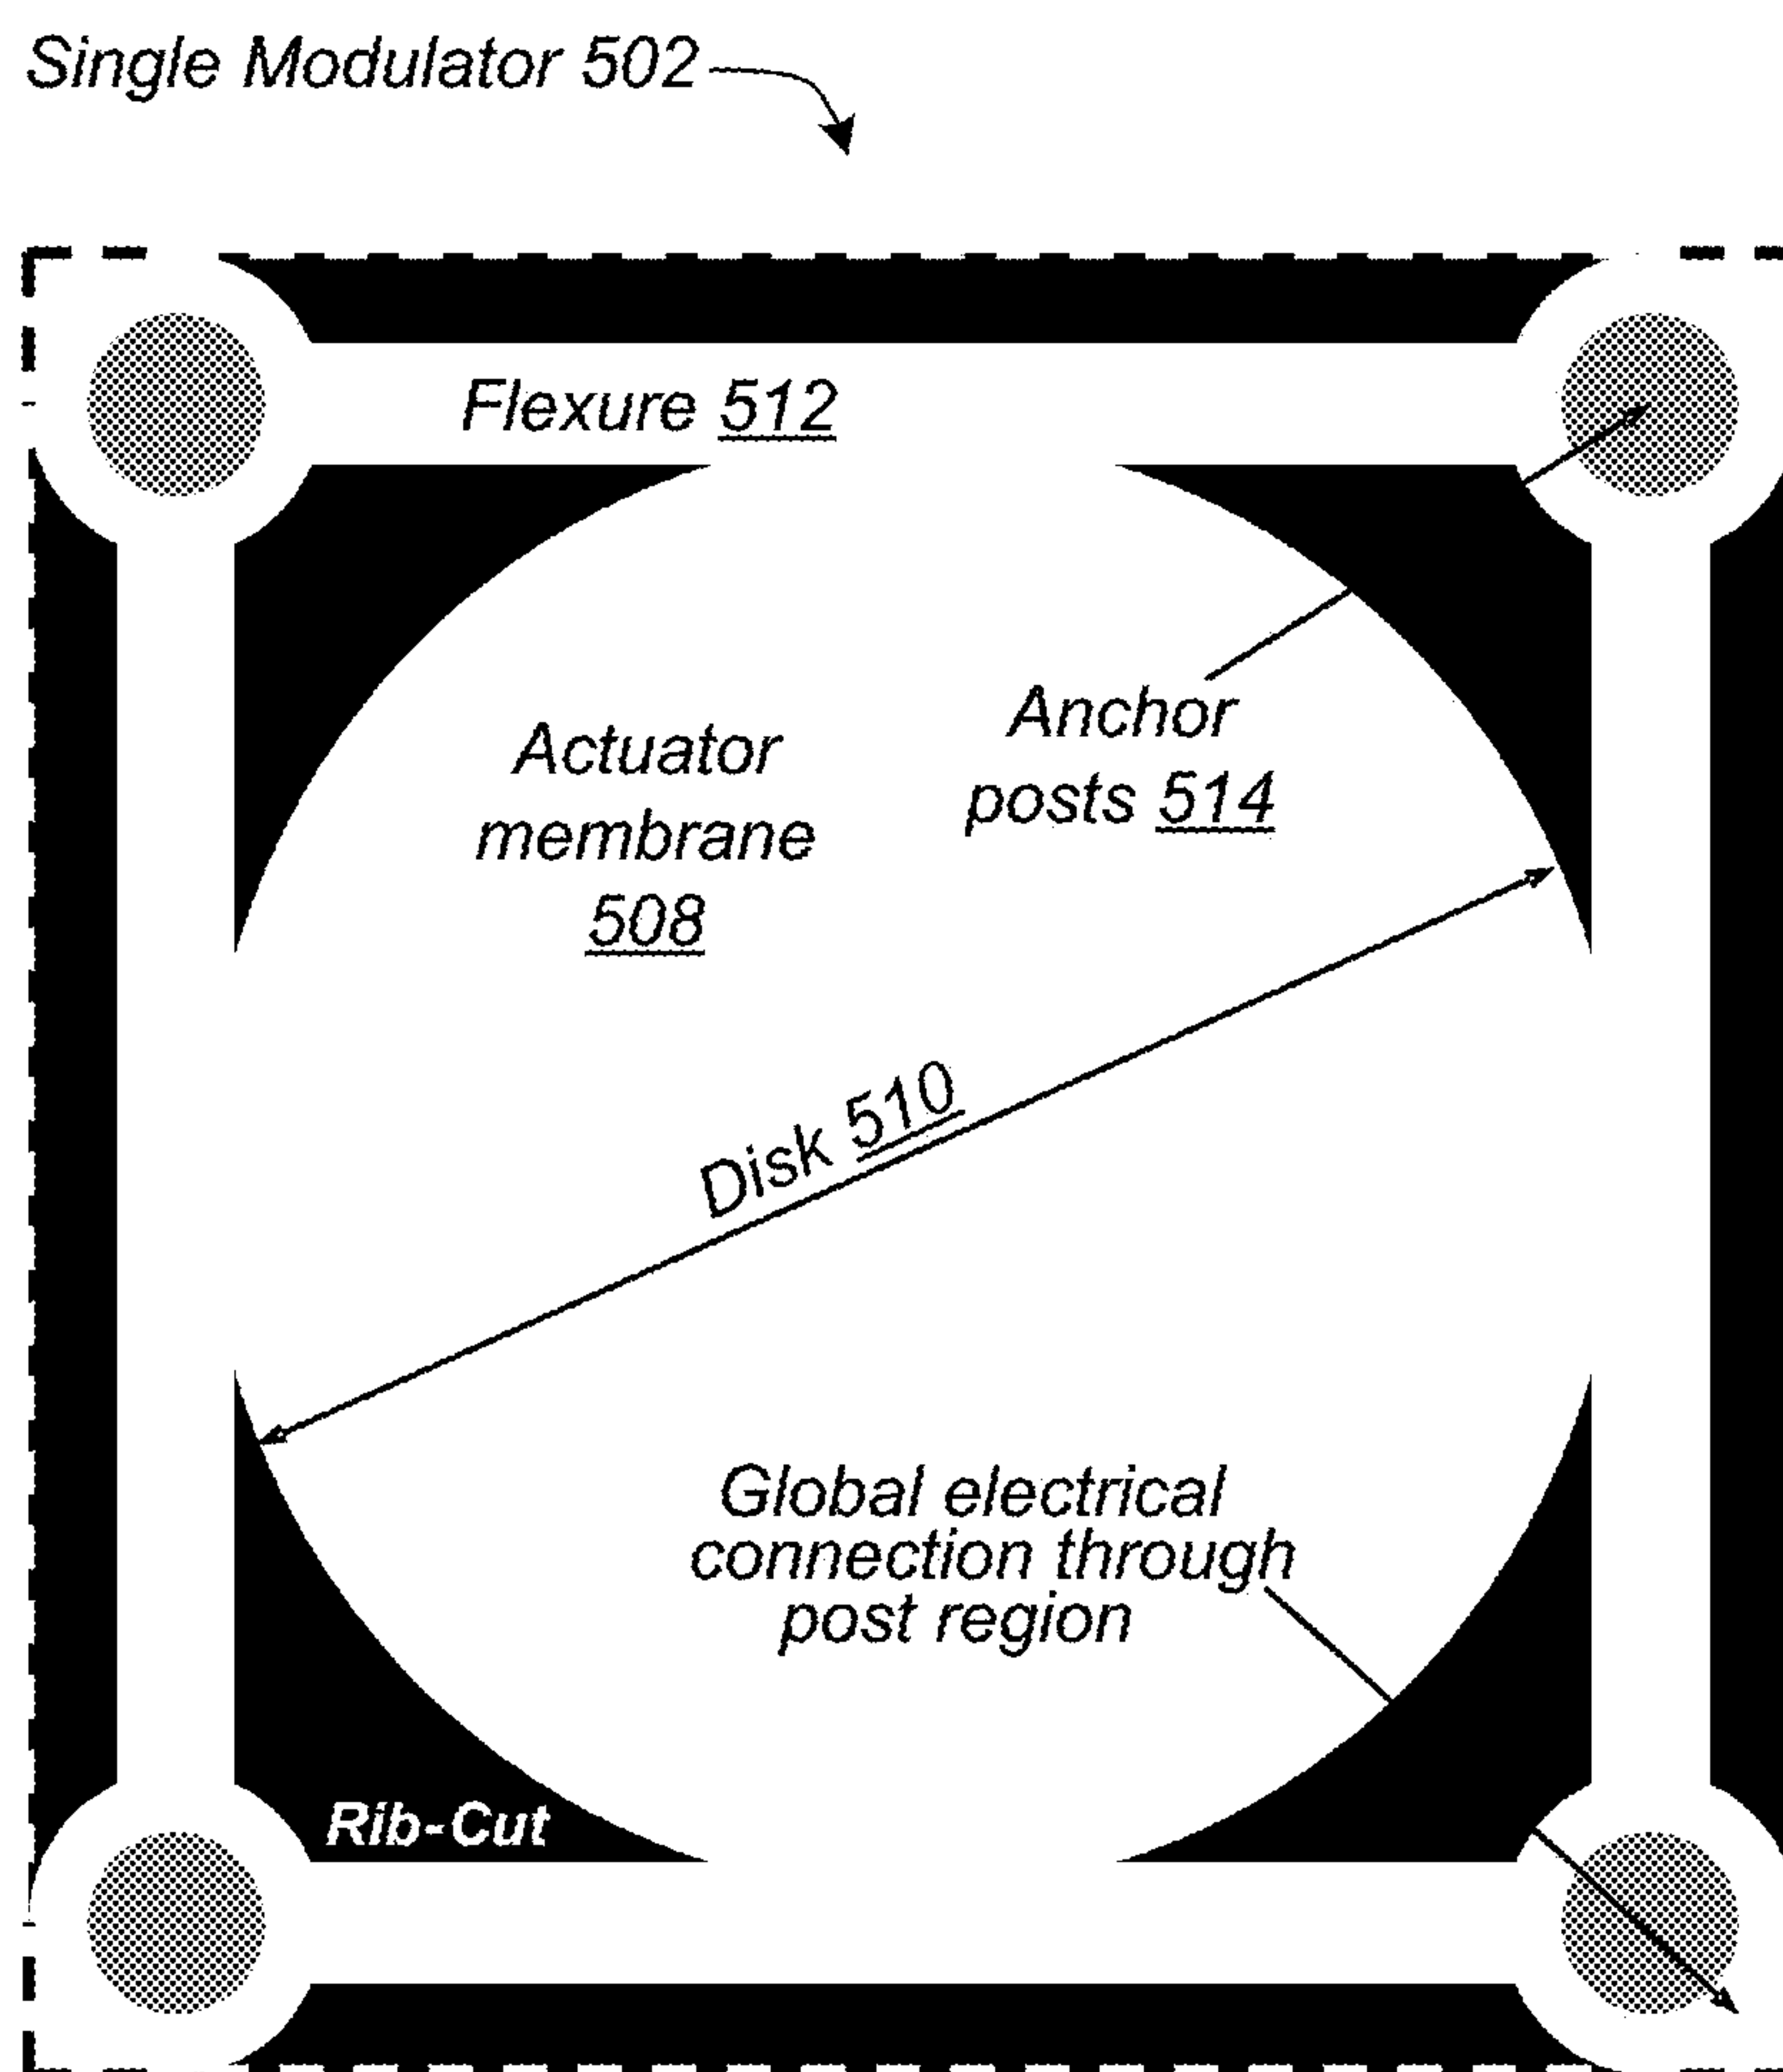 Single Modulator 502
Flexure 512
Actuator
membrane
508
Anchor
posts 514
Disk 510
Global electrical
connection through
post region
Rib-Cut